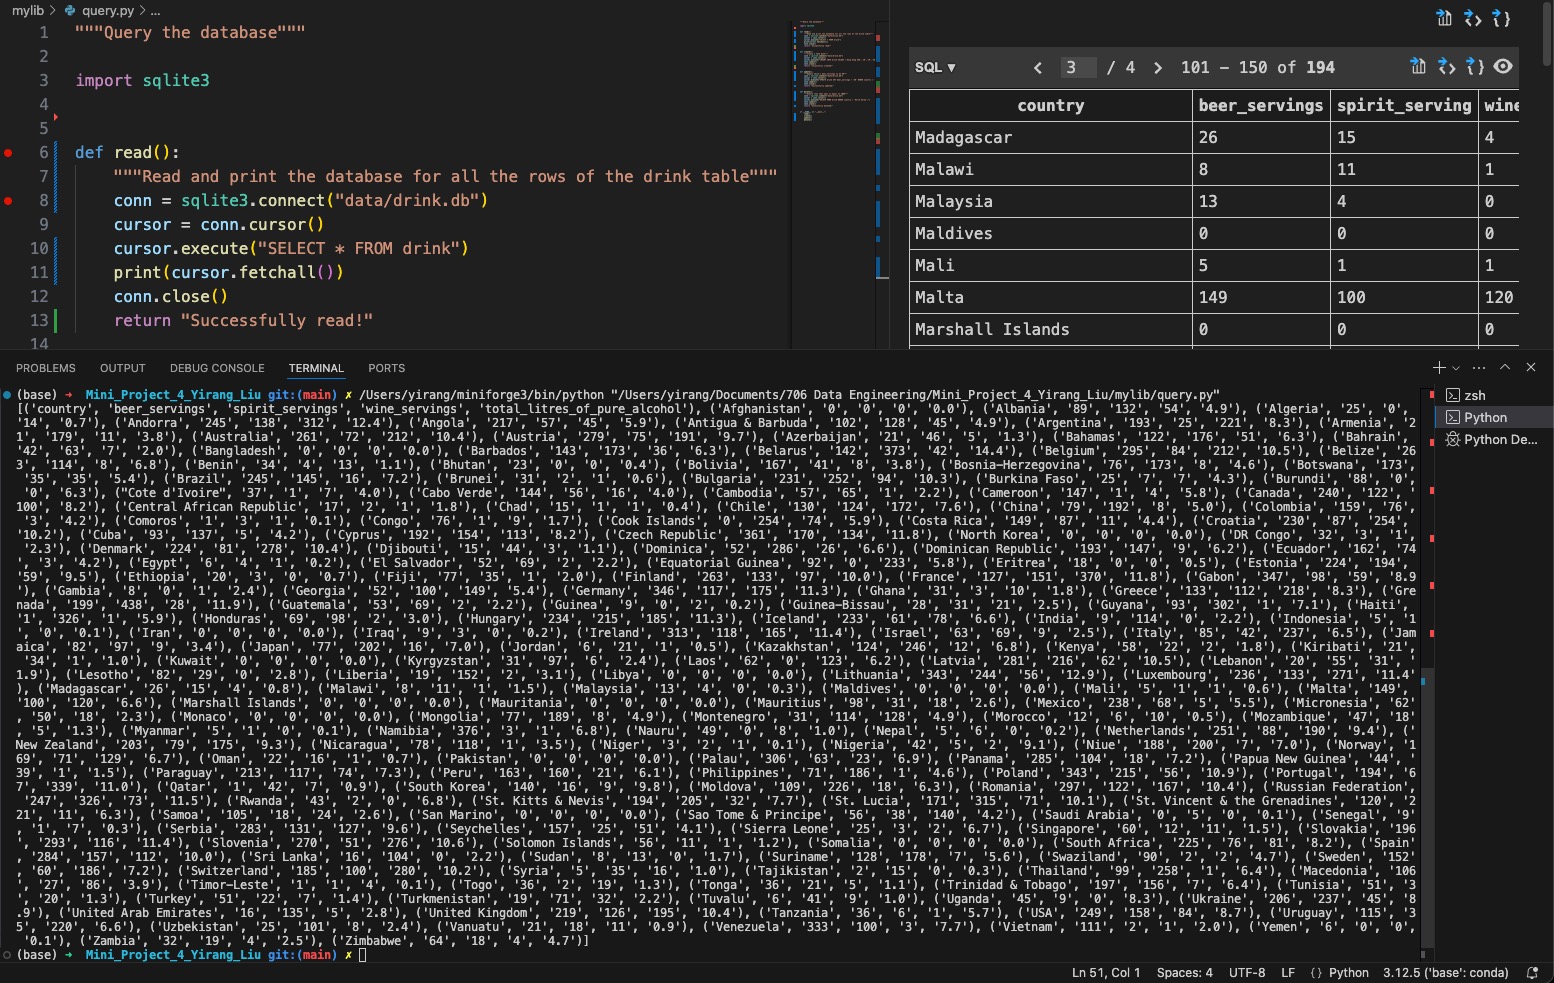 mylib > query.py > ...
1 """Query the database"""
2
3 import sqlite3
4
5
6 def read():
7 """Read and print the database for all the rows of the drink table"""
8 conn = sqlite3.connect("data/drink.db")
9 cursor = conn.cursor()
10 cursor.execute("SELECT * FROM drink")
11 print(cursor.fetchall())
12 conn.close()
13 return "Successfully read!"
14
SQL ▼ < 3 / 4 > 101 – 150 of 194
country beer_servings spirit_serving wine
Madagascar 26 15 4
Malawi 8 11 1
Malaysia 13 4 0
Maldives 0 0 0
Mali 5 1 1
Malta 149 100 120
Marshall Islands 0 0 0
PROBLEMS OUTPUT DEBUG CONSOLE TERMINAL PORTS
(base) → Mini_Project_4_Yirang_Liu git:(main) ✗ /Users/yirang/miniforge3/bin/python "/Users/yirang/Documents/706 Data Engineering/Mini_Project_4_Yirang_Liu/mylib/query.py"
[('country', 'beer_servings', 'spirit_servings', 'wine_servings', 'total_litres_of_pure_alcohol'), ('Afghanistan', '0', '0', '0', '0.0'), ('Albania', '89', '132', '54', '4.9'), ('Algeria', '25', '0', '
14', '0.7'), ('Andorra', '245', '138', '312', '12.4'), ('Angola', '217', '57', '45', '5.9'), ('Antigua & Barbuda', '102', '128', '45', '4.9'), ('Argentina', '193', '25', '221', '8.3'), ('Armenia', '2
1', '179', '11', '3.8'), ('Australia', '261', '72', '212', '10.4'), ('Austria', '279', '75', '191', '9.7'), ('Azerbaijan', '21', '46', '5', '1.3'), ('Bahamas', '122', '176', '51', '6.3'), ('Bahrain', '
42', '63', '7', '2.0'), ('Bangladesh', '0', '0', '0', '0.0'), ('Barbados', '143', '173', '36', '6.3'), ('Belarus', '142', '373', '42', '14.4'), ('Belgium', '295', '84', '212', '10.5'), ('Belize', '26
3', '114', '8', '6.8'), ('Benin', '34', '4', '13', '1.1'), ('Bhutan', '23', '0', '0', '0.4'), ('Bolivia', '167', '41', '8', '3.8'), ('Bosnia-Herzegovina', '76', '173', '8', '4.6'), ('Botswana', '173',
'35', '35', '5.4'), ('Brazil', '245', '145', '16', '7.2'), ('Brunei', '31', '2', '1', '0.6'), ('Bulgaria', '231', '252', '94', '10.3'), ('Burkina Faso', '25', '7', '7', '4.3'), ('Burundi', '88', '0',
'0', '6.3'), ("Cote d'Ivoire", '37', '1', '7', '4.0'), ('Cabo Verde', '144', '56', '16', '4.0'), ('Cambodia', '57', '65', '1', '2.2'), ('Cameroon', '147', '1', '4', '5.8'), ('Canada', '240', '122', '
100', '8.2'), ('Central African Republic', '17', '2', '1', '1.8'), ('Chad', '15', '1', '1', '0.4'), ('Chile', '130', '124', '172', '7.6'), ('China', '79', '192', '8', '5.0'), ('Colombia', '159', '76',
'3', '4.2'), ('Comoros', '1', '3', '1', '0.1'), ('Congo', '76', '1', '9', '1.7'), ('Cook Islands', '0', '254', '74', '5.9'), ('Costa Rica', '149', '87', '11', '4.4'), ('Croatia', '230', '87', '254', '
10.2'), ('Cuba', '93', '137', '5', '4.2'), ('Cyprus', '192', '154', '113', '8.2'), ('Czech Republic', '361', '170', '134', '11.8'), ('North Korea', '0', '0', '0', '0.0'), ('DR Congo', '32', '3', '1',
'2.3'), ('Denmark', '224', '81', '278', '10.4'), ('Djibouti', '15', '44', '3', '1.1'), ('Dominica', '52', '286', '26', '6.6'), ('Dominican Republic', '193', '147', '9', '6.2'), ('Ecuador', '162', '74
', '3', '4.2'), ('Egypt', '6', '4', '1', '0.2'), ('El Salvador', '52', '69', '2', '2.2'), ('Equatorial Guinea', '92', '0', '233', '5.8'), ('Eritrea', '18', '0', '0', '0.5'), ('Estonia', '224', '194', 
'59', '9.5'), ('Ethiopia', '20', '3', '0', '0.7'), ('Fiji', '77', '35', '1', '2.0'), ('Finland', '263', '133', '97', '10.0'), ('France', '127', '151', '370', '11.8'), ('Gabon', '347', '98', '59', '8.9
'), ('Gambia', '8', '0', '1', '2.4'), ('Georgia', '52', '100', '149', '5.4'), ('Germany', '346', '117', '175', '11.3'), ('Ghana', '31', '3', '10', '1.8'), ('Greece', '133', '112', '218', '8.3'), ('Gre
nada', '199', '438', '28', '11.9'), ('Guatemala', '53', '69', '2', '2.2'), ('Guinea', '9', '0', '2', '0.2'), ('Guinea-Bissau', '28', '31', '21', '2.5'), ('Guyana', '93', '302', '1', '7.1'), ('Haiti', '
1', '326', '1', '5.9'), ('Honduras', '69', '98', '2', '3.0'), ('Hungary', '234', '215', '185', '11.3'), ('Iceland', '233', '61', '78', '6.6'), ('India', '9', '114', '0', '2.2'), ('Indonesia', '5', '1
', '0', '0.1'), ('Iran', '0', '0', '0', '0.0'), ('Iraq', '9', '3', '0', '0.2'), ('Ireland', '313', '118', '165', '11.4'), ('Israel', '63', '69', '9', '2.5'), ('Italy', '85', '42', '237', '6.5'), ('Jam
aica', '82', '97', '9', '3.4'), ('Japan', '77', '202', '16', '7.0'), ('Jordan', '6', '21', '1', '0.5'), ('Kazakhstan', '124', '246', '12', '6.8'), ('Kenya', '58', '22', '2', '1.8'), ('Kiribati', '21',
'34', '1', '1.0'), ('Kuwait', '0', '0', '0', '0.0'), ('Kyrgyzstan', '31', '97', '6', '2.4'), ('Laos', '62', '0', '123', '6.2'), ('Latvia', '281', '216', '62', '10.5'), ('Lebanon', '20', '55', '31', '
1.9'), ('Lesotho', '82', '29', '0', '2.8'), ('Liberia', '19', '152', '2', '3.1'), ('Libya', '0', '0', '0', '0.0'), ('Lithuania', '343', '244', '56', '12.9'), ('Luxembourg', '236', '133', '271', '11.4'
), ('Madagascar', '26', '15', '4', '0.8'), ('Malawi', '8', '11', '1', '1.5'), ('Malaysia', '13', '4', '0', '0.3'), ('Maldives', '0', '0', '0', '0.0'), ('Mali', '5', '1', '1', '0.6'), ('Malta', '149',
'100', '120', '6.6'), ('Marshall Islands', '0', '0', '0', '0.0'), ('Mauritania', '0', '0', '0', '0.0'), ('Mauritius', '98', '31', '18', '2.6'), ('Mexico', '238', '68', '5', '5.5'), ('Micronesia', '62'
, '50', '18', '2.3'), ('Monaco', '0', '0', '0', '0.0'), ('Mongolia', '77', '189', '8', '4.9'), ('Montenegro', '31', '114', '128', '4.9'), ('Morocco', '12', '6', '10', '0.5'), ('Mozambique', '47', '18'
, '5', '1.3'), ('Myanmar', '5', '1', '0', '0.1'), ('Namibia', '376', '3', '1', '6.8'), ('Nauru', '49', '0', '8', '1.0'), ('Nepal', '5', '6', '0', '0.2'), ('Netherlands', '251', '88', '190', '9.4'), ('
New Zealand', '203', '79', '175', '9.3'), ('Nicaragua', '78', '118', '1', '3.5'), ('Niger', '3', '2', '1', '0.1'), ('Nigeria', '42', '5', '2', '9.1'), ('Niue', '188', '200', '7', '7.0'), ('Norway', '1
69', '71', '129', '6.7'), ('Oman', '22', '16', '1', '0.7'), ('Pakistan', '0', '0', '0', '0.0'), ('Palau', '306', '63', '23', '6.9'), ('Panama', '285', '104', '18', '7.2'), ('Papua New Guinea', '44', '
39', '1', '1.5'), ('Paraguay', '213', '117', '74', '7.3'), ('Peru', '163', '160', '21', '6.1'), ('Philippines', '71', '186', '1', '4.6'), ('Poland', '343', '215', '56', '10.9'), ('Portugal', '194', '6
7', '339', '11.0'), ('Qatar', '1', '42', '7', '0.9'), ('South Korea', '140', '16', '9', '9.8'), ('Moldova', '109', '226', '18', '6.3'), ('Romania', '297', '122', '167', '10.4'), ('Russian Federation',
'247', '326', '73', '11.5'), ('Rwanda', '43', '2', '0', '6.8'), ('St. Kitts & Nevis', '194', '205', '32', '7.7'), ('St. Lucia', '171', '315', '71', '10.1'), ('St. Vincent & the Grenadines', '120', '2
21', '11', '6.3'), ('Samoa', '105', '18', '24', '2.6'), ('San Marino', '0', '0', '0', '0.0'), ('Sao Tome & Principe', '56', '38', '140', '4.2'), ('Saudi Arabia', '0', '5', '0', '0.1'), ('Senegal', '9'
, '1', '7', '0.3'), ('Serbia', '283', '131', '127', '9.6'), ('Seychelles', '157', '25', '51', '4.1'), ('Sierra Leone', '25', '3', '2', '6.7'), ('Singapore', '60', '12', '11', '1.5'), ('Slovakia', '196
', '293', '116', '11.4'), ('Slovenia', '270', '51', '276', '10.6'), ('Solomon Islands', '56', '11', '1', '1.2'), ('Somalia', '0', '0', '0', '0.0'), ('South Africa', '225', '76', '81', '8.2'), ('Spain'
, '284', '157', '112', '10.0'), ('Sri Lanka', '16', '104', '0', '2.2'), ('Sudan', '8', '13', '0', '1.7'), ('Suriname', '128', '178', '7', '5.6'), ('Swaziland', '90', '2', '2', '4.7'), ('Sweden', '152'
, '60', '186', '7.2'), ('Switzerland', '185', '100', '280', '10.2'), ('Syria', '5', '35', '16', '1.0'), ('Tajikistan', '2', '15', '0', '0.3'), ('Thailand', '99', '258', '1', '6.4'), ('Macedonia', '106
', '27', '86', '3.9'), ('Timor-Leste', '1', '1', '4', '0.1'), ('Togo', '36', '2', '19', '1.3'), ('Tonga', '36', '21', '5', '1.1'), ('Trinidad & Tobago', '197', '156', '7', '6.4'), ('Tunisia', '51', '3
', '20', '1.3'), ('Turkey', '51', '22', '7', '1.4'), ('Turkmenistan', '19', '71', '32', '2.2'), ('Tuvalu', '6', '41', '9', '1.0'), ('Uganda', '45', '9', '0', '8.3'), ('Ukraine', '206', '237', '45', '8
.9'), ('United Arab Emirates', '16', '135', '5', '2.8'), ('United Kingdom', '219', '126', '195', '10.4'), ('Tanzania', '36', '6', '1', '5.7'), ('USA', '249', '158', '84', '8.7'), ('Uruguay', '115', '3
5', '220', '6.6'), ('Uzbekistan', '25', '101', '8', '2.4'), ('Vanuatu', '21', '18', '11', '0.9'), ('Venezuela', '333', '100', '3', '7.7'), ('Vietnam', '111', '2', '1', '2.0'), ('Yemen', '6', '0', '0',
'0.1'), ('Zambia', '32', '19', '4', '2.5'), ('Zimbabwe', '64', '18', '4', '4.7')]
(base) → Mini_Project_4_Yirang_Liu git:(main) ✗
zsh
Python
Python De...
Ln 51, Col 1 Spaces: 4 UTF-8 LF {} Python 3.12.5 ('base': conda)